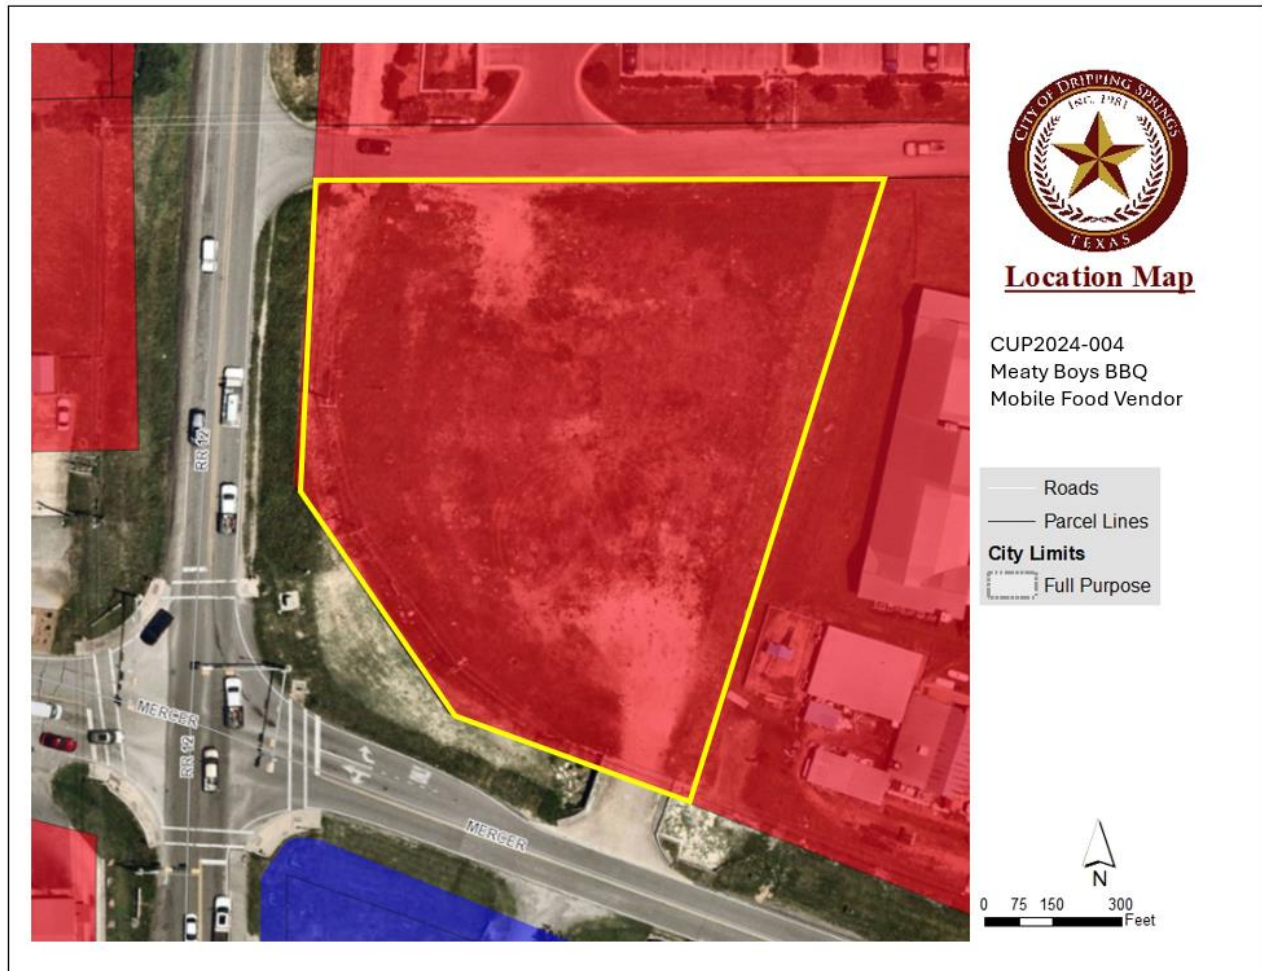 CITY OF DRIPPING SPRINGS
INC. 1981
TEXAS
Location Map
CUP2024-004
Meaty Boys BBQ
Mobile Food Vendor
Roads
Parcel Lines
City Limits
Full Purpose
N
0 75 150 300
Feet
RR 12
MERCER
RR 12
MERCER